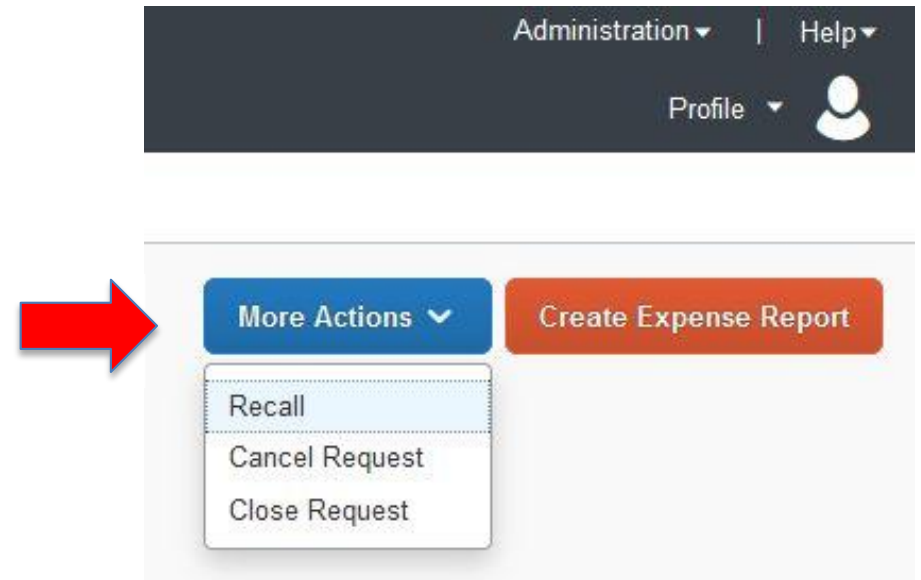 Administration | Help
Profile
More Actions Create Expense Report
Recall
Cancel Request
Close Request